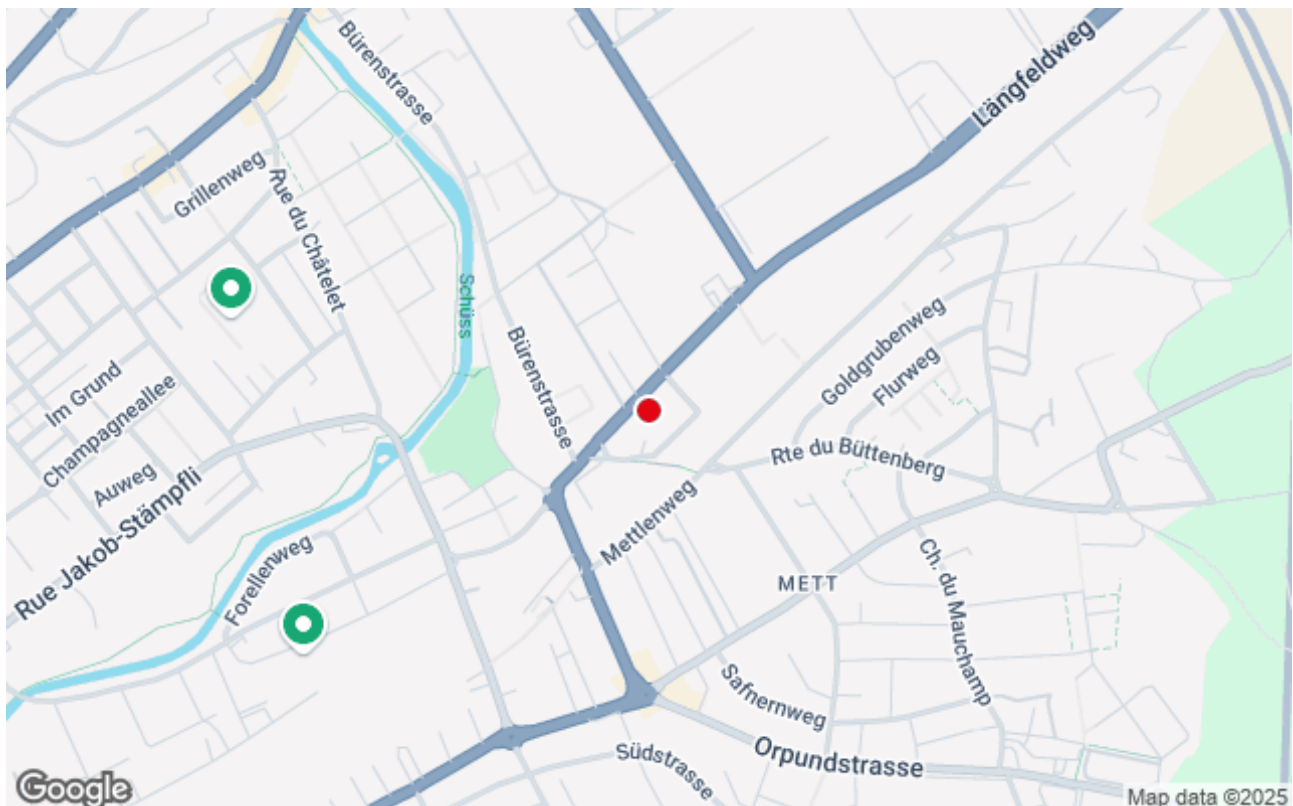 Bürenstrasse
Längfeldweg
Grillenweg
Rue du Châtelet
Schüss
Bürenstrasse
Goldgrubenweg
Flurweg
Im Grund
Champagneallee
Auweg
Rte du Büttenberg
Rue Jakob-Stämpfli
Mettlenweg
Forellenweg
METT
Ch. du Mauchamp
Safnernweg
Orpundstrasse
Südstrasse
Google
Map data ©2025